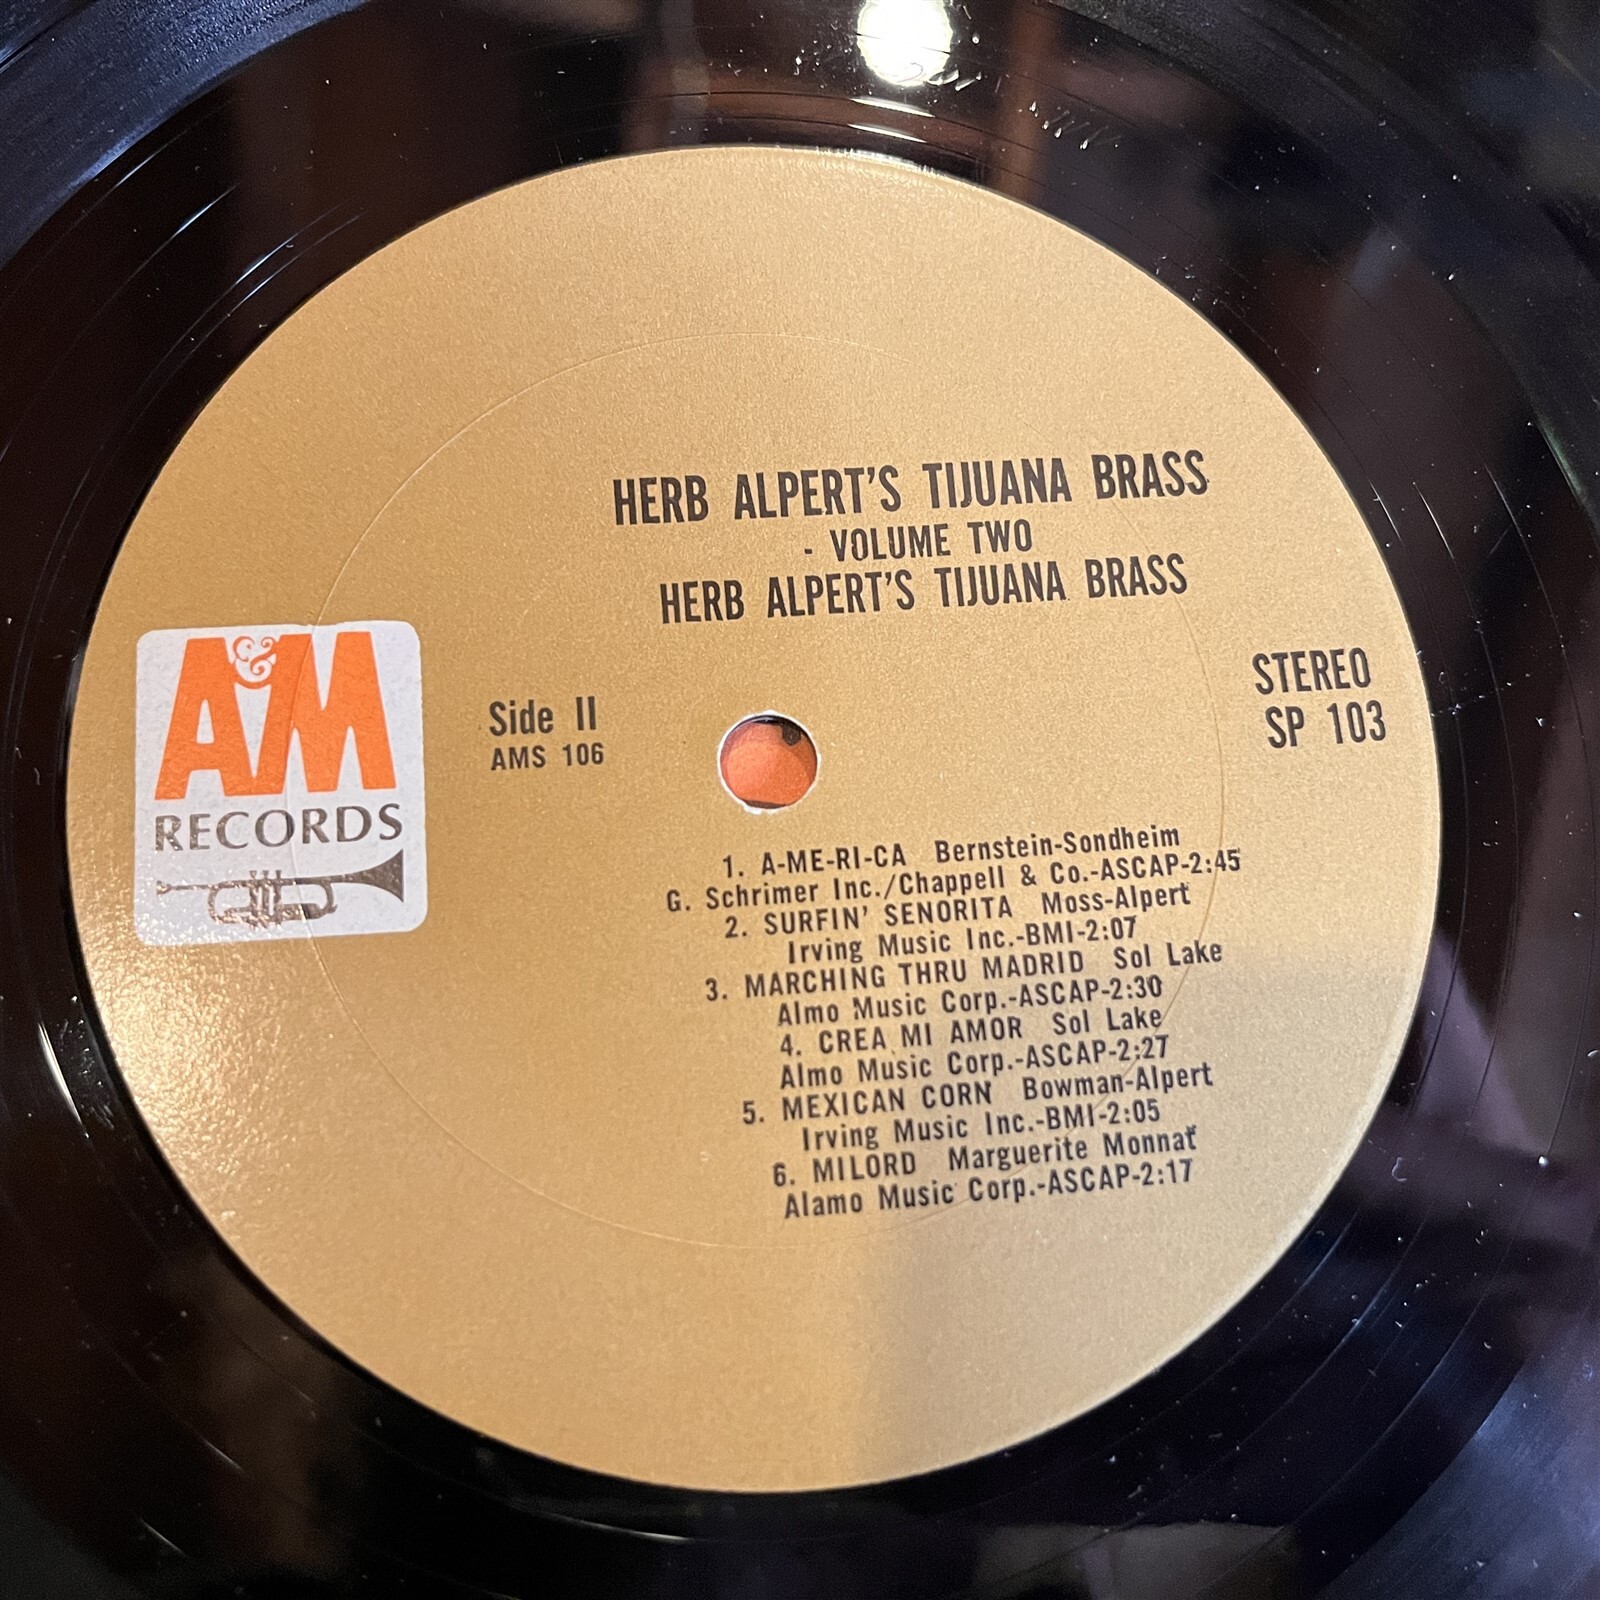 HERB ALPERT'S TIJUANA BRASS
- VOLUME TWO
HERB ALPERT'S TIJUANA BRASS
A&M
RECORDS
Side II
AMS 106
STEREO
SP 103
1. A-ME-RI-CA Bernstein-Sondheim
G. Schrimer Inc./Chappell & Co.-ASCAP-2:45
2. SURFIN' SENORITA Moss-Alpert
Irving Music Inc.-BMI-2:07
3. MARCHING THRU MADRID Sol Lake
Almo Music Corp.-ASCAP-2:30
4. CREA MI AMOR Sol Lake
Almo Music Corp.-ASCAP-2:27
5. MEXICAN CORN Bowman-Alpert
Irving Music Inc.-BMI-2:05
6. MILORD Marguerite Monnat
Alamo Music Corp.-ASCAP-2:17